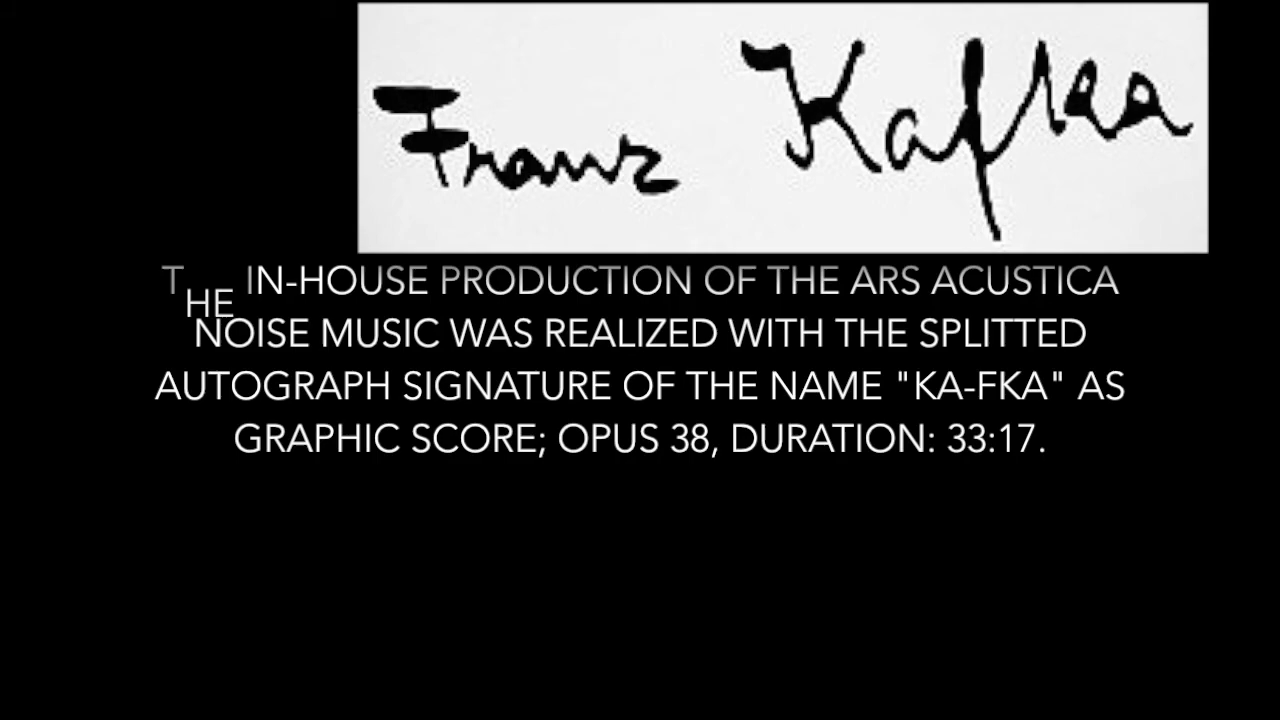 Franz Kafka
THE IN-HOUSE PRODUCTION OF THE ARS ACUSTICA
NOISE MUSIC WAS REALIZED WITH THE SPLITTED
AUTOGRAPH SIGNATURE OF THE NAME "KA-FKA" AS
GRAPHIC SCORE; OPUS 38, DURATION: 33:17.